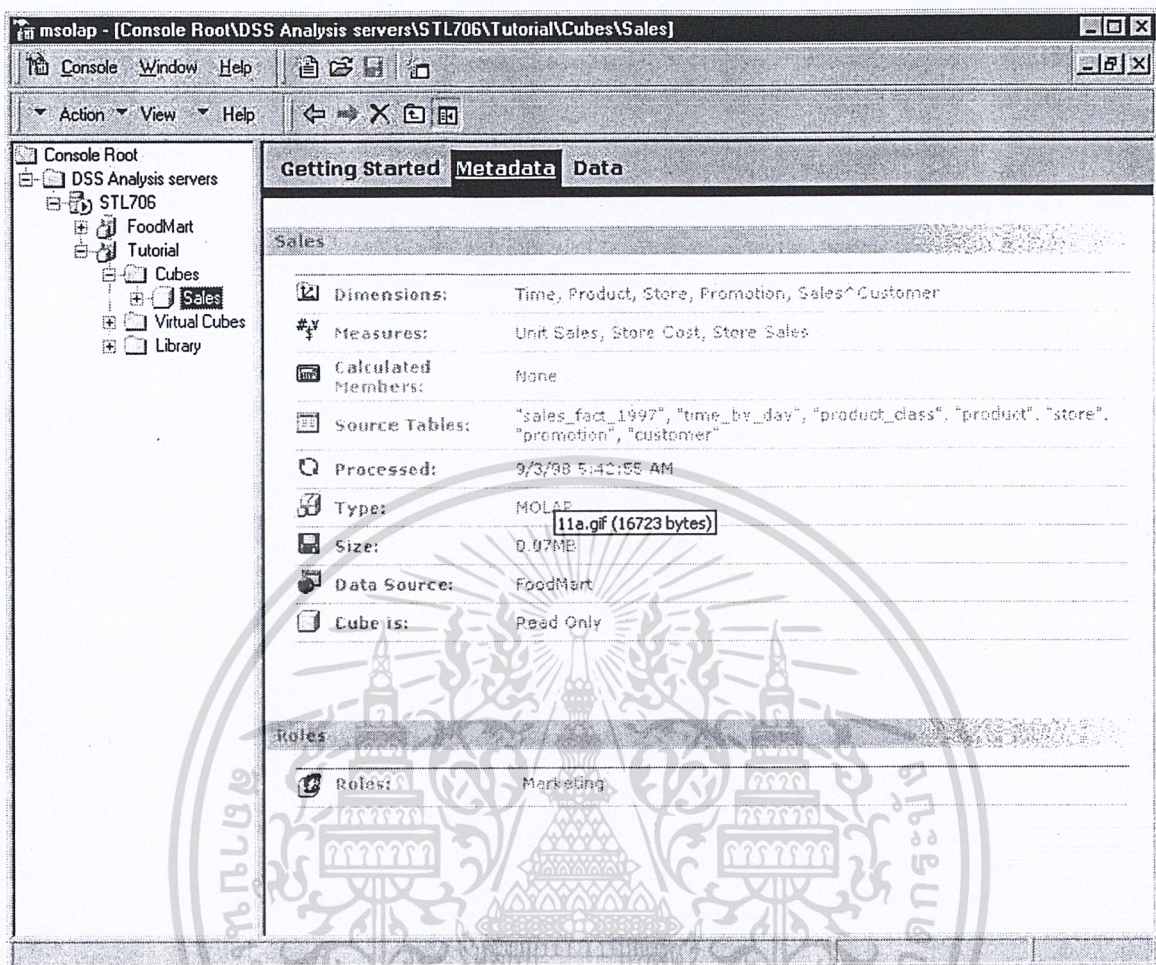 msolap - [Console Root\DSS Analysis servers\STL706\Tutorial\Cubes\Sales]
Console Window Help
Action View Help
Console Root
DSS Analysis servers
STL706
FoodMart
Tutorial
Cubes
Sales
Virtual Cubes
Library
Getting Started Metadata Data
Sales
Dimensions: Time, Product, Store, Promotion, Sales^Customer
Measures: Unit Sales, Store Cost, Store Sales
Calculated Members: None
Source Tables: "sales_fact_1997", "time_by_day", "product_class", "product", "store", "promotion", "customer"
Processed: 9/3/98 5:42:55 AM
Type: MOLAP
11a.gif (16723 bytes)
Size: 0.07MB
Data Source: FoodMart
Cube is: Read Only
Roles
Roles: Marketing